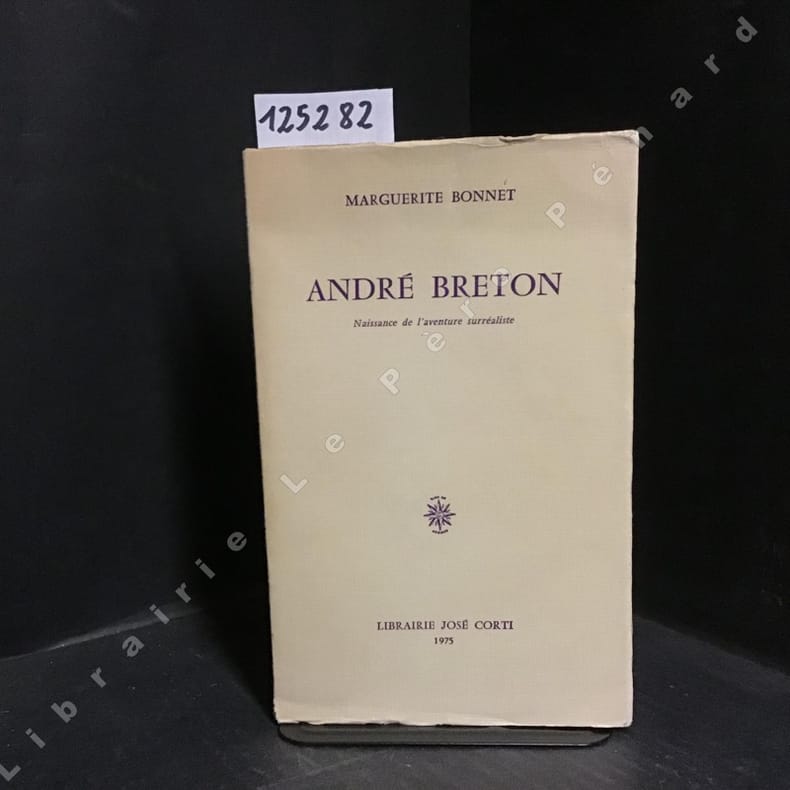 125282
MARGUERITE BONNET
ANDRÉ BRETON
Naissance de l'aventure surréaliste
LIBRAIRIE JOSÉ CORTI
1975
Librairie Le Père Pénard